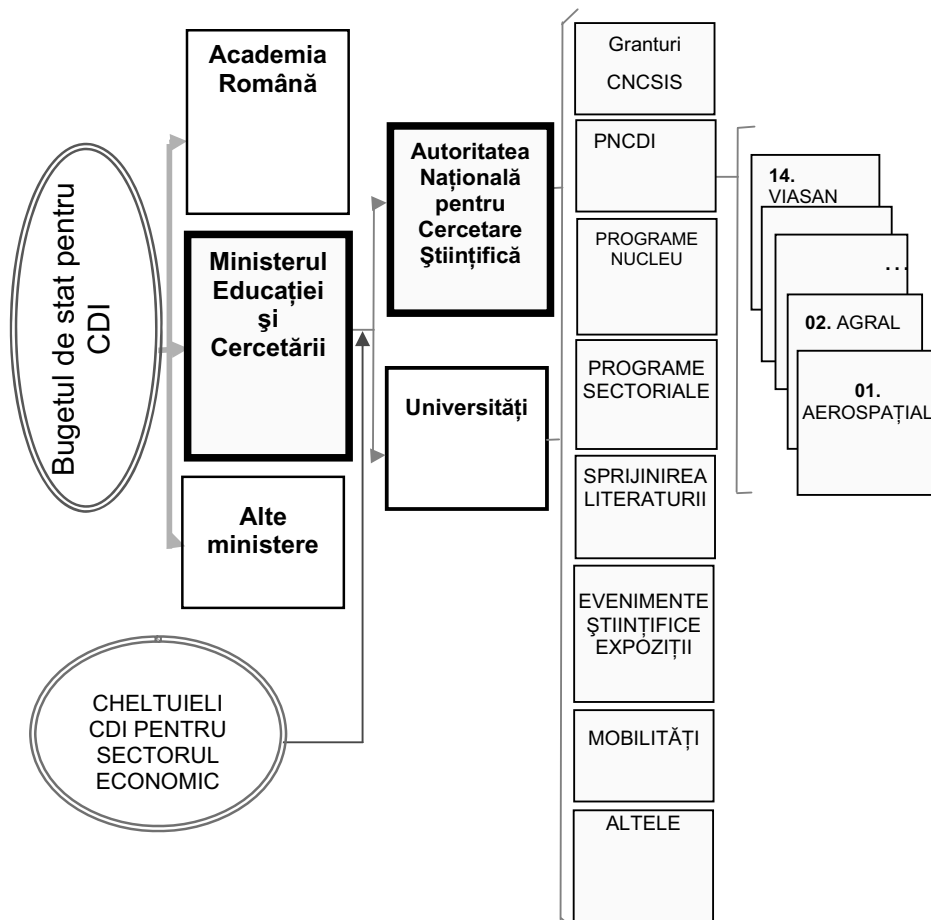 Bugetul de stat pentru
CDI
Academia
Română
Ministerul
Educației
şi
Cercetării
Alte
ministere
CHELTUIELI
CDI PENTRU
SECTORUL
ECONOMIC
Autoritatea
Națională
pentru
Cercetare
Ştiințifică
Universități
Granturi
CNCSIS
PNCDI
PROGRAME
NUCLEU
PROGRAME
SECTORIALE
SPRIJINIREA
LITERATURII
EVENIMENTE
ŞTIINȚIFICE
EXPOZIȚII
MOBILITĂȚI
ALTELE
14.
VIASAN
...
02. AGRAL
01.
AEROSPAȚIAL